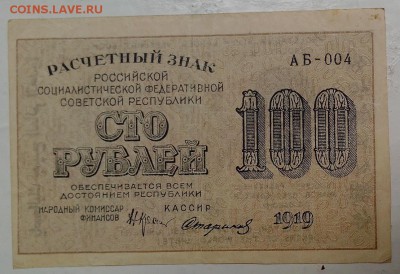 COINS.LAVE.RU
РАСЧЕТНЫЙ ЗНАК
РОССИЙСКОЙ
СОЦИАЛИСТИЧЕСКОЙ ФЕДЕРАТИВНОЙ
СОВЕТСКОЙ РЕСПУБЛИКИ
АБ-004
СТО
РУБЛЕЙ
100
ОБЕСПЕЧИВАЕТСЯ ВСЕМ
ДОСТОЯНИЕМ РЕСПУБЛИКИ
НАРОДНЫЙ КОМИССАР
ФИНАНСОВ
КАССИР
Стариков
1919